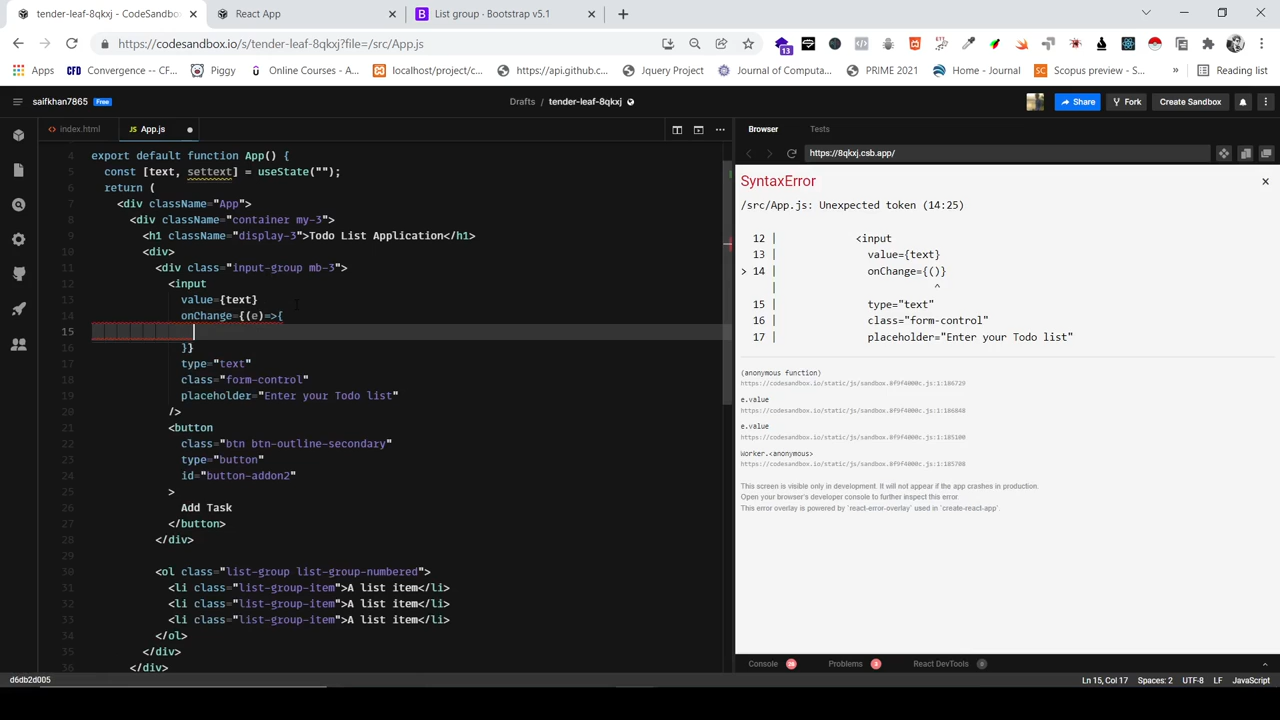 tender-leaf-8qkxj - CodeSandbox
React App
List group · Bootstrap v5.1
https://codesandbox.io/s/tender-leaf-8qkxj?file=/src/App.js
13
Apps
CFD Convergence -- CF...
Piggy
Online Courses - A...
localhost/project/c...
https://api.github.c...
Jquery Project
Journal of Computa...
PRIME 2021
Home - Journal
SC Scopus preview - S...
»
Reading list
saifkhan7865 Free
Drafts / tender-leaf-8qkxj
Share
Fork
Create Sandbox
index.html
JS App.js
Browser
Tests
https://8qkxj.csb.app/
4 export default function App() {
5 const [text, settext] = useState("");
6 return (
7 <div className="App">
8 <div className="container my-3">
9 <h1 className="display-3">Todo List Application</h1>
10 <div>
11 <div class="input-group mb-3">
12 <input
13 value={text}
14 onChange={(e)=>{
15
16 }}
17 type="text"
18 class="form-control"
19 placeholder="Enter your Todo list"
20 />
21 <button
22 class="btn btn-outline-secondary"
23 type="button"
24 id="button-addon2"
25 >
26 Add Task
27 </button>
28 </div>
29
30 <ol class="list-group list-group-numbered">
31 <li class="list-group-item">A list item</li>
32 <li class="list-group-item">A list item</li>
33 <li class="list-group-item">A list item</li>
34 </ol>
35 </div>
36 </div>
SyntaxError
/src/App.js: Unexpected token (14:25)
12 | <input
13 | value={text}
> 14 | onChange={()}
| ^
15 | type="text"
16 | class="form-control"
17 | placeholder="Enter your Todo list"
(anonymous function)
https://codesandbox.io/static/js/sandbox.8f9f4000c.js:1:186729
e.value
https://codesandbox.io/static/js/sandbox.8f9f4000c.js:1:186848
e.value
https://codesandbox.io/static/js/sandbox.8f9f4000c.js:1:185100
Worker.<anonymous>
https://codesandbox.io/static/js/sandbox.8f9f4000c.js:1:185708
This screen is visible only in development. It will not appear if the app crashes in production.
Open your browser's developer console to further inspect this error.
This error overlay is powered by `react-error-overlay` used in `create-react-app`.
Console
Problems
React DevTools 0
d6db2d005
Ln 15, Col 17 Spaces: 2 UTF-8 LF JavaScript